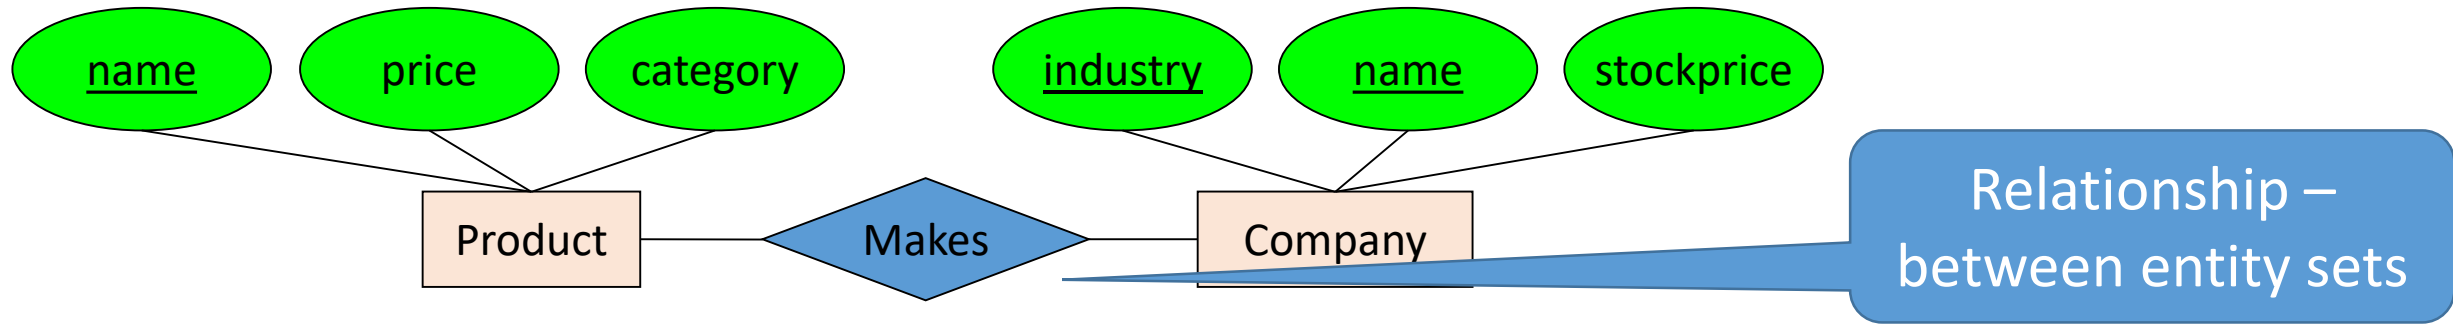 name price category industry name stockprice
Product Makes Company
Relationship –
between entity sets